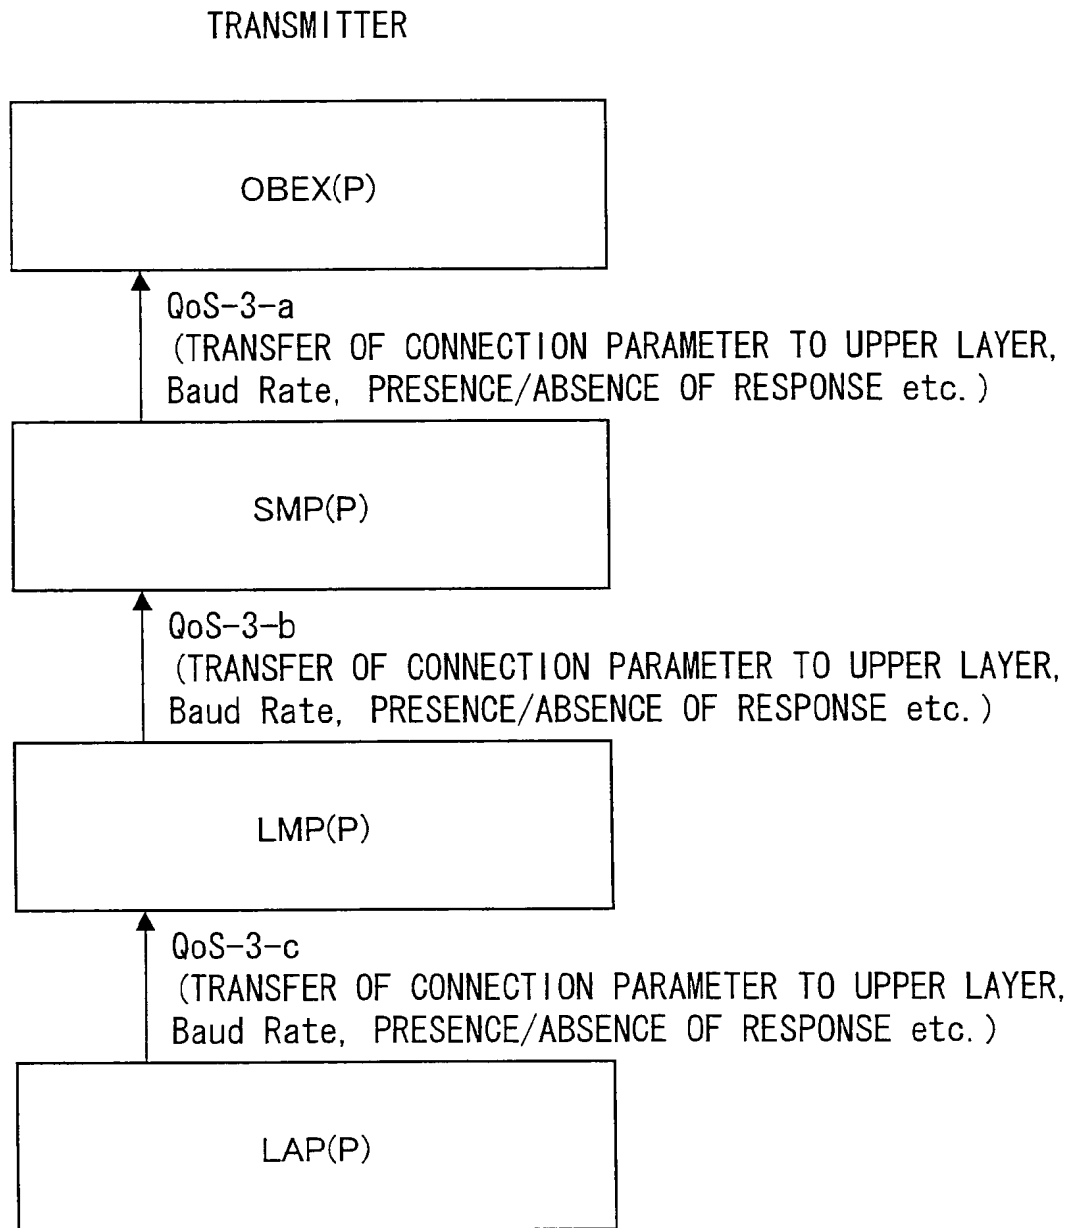 TRANSMITTER
OBEX(P)
QoS-3-a
(TRANSFER OF CONNECTION PARAMETER TO UPPER LAYER,
Baud Rate, PRESENCE/ABSENCE OF RESPONSE etc.)
SMP(P)
QoS-3-b
(TRANSFER OF CONNECTION PARAMETER TO UPPER LAYER,
Baud Rate, PRESENCE/ABSENCE OF RESPONSE etc.)
LMP(P)
QoS-3-c
(TRANSFER OF CONNECTION PARAMETER TO UPPER LAYER,
Baud Rate, PRESENCE/ABSENCE OF RESPONSE etc.)
LAP(P)